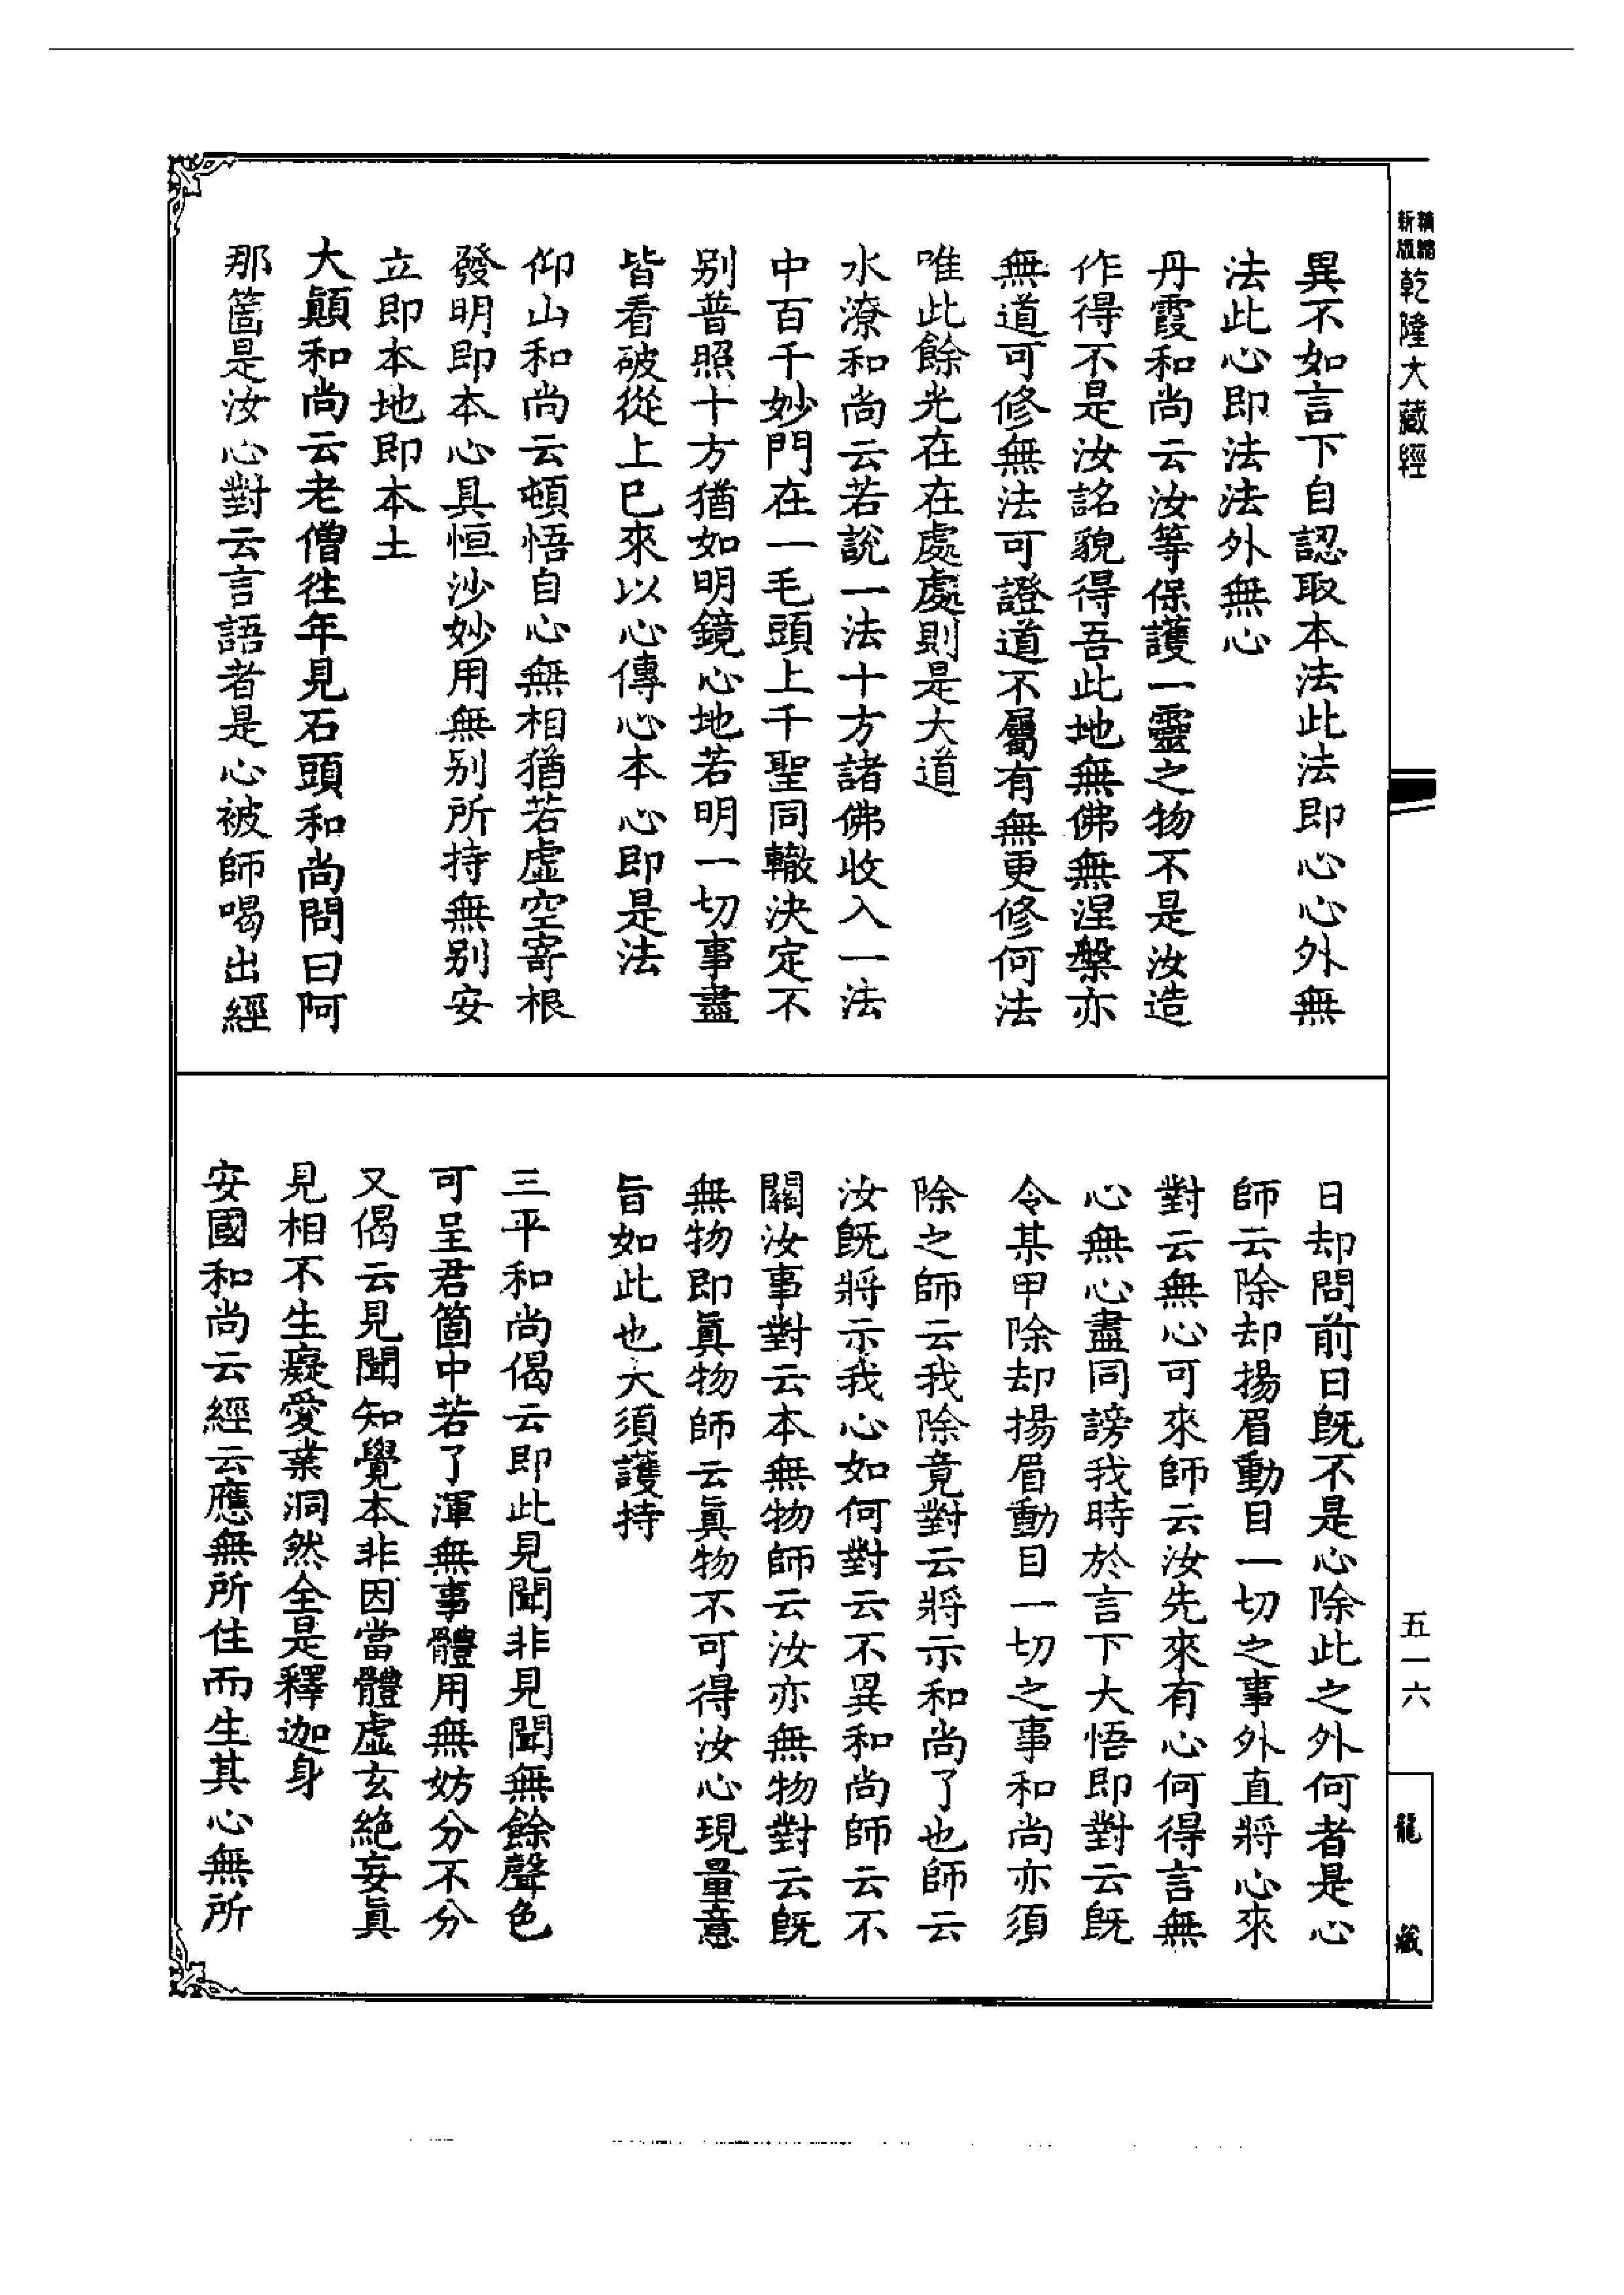 新版
精縮
乾隆大藏經
異不如言下自認取本法此法即心心外無
法此心即法法外無心
丹霞和尚云汝等保護一靈之物不是汝造
作得不是汝詺貌得吾此地無佛無涅槃亦
無道可修無法可證道不屬有無更修何法
唯此餘光在在處處則是大道
水潦和尚云若說一法十方諸佛收入一法
中百千妙門在一毛頭上千聖同轍決定不
别普照十方猶如明鏡心地若明一切事盡
皆看破從上已來以心傳心本心即是法
仰山和尚云頓悟自心無相猶若虛空寄根
發明即本心具恒沙妙用無别所持無别安
立即本地即本土
大顛和尚云老僧往年見石頭和尚問曰阿
那箇是汝心對云言語者是心被師喝出經
日却問前日既不是心除此之外何者是心
師云除却揚眉動目一切之事外直將心來
對云無心可來師云汝先來有心何得言無
心無心盡同謗我時於言下大悟即對云既
令某甲除却揚眉動目一切之事和尚亦須
除之師云我除竟對云將示和尚了也師云
汝既將示我心如何對云不異和尚師云不
關汝事對云本無物師云汝亦無物對云既
無物即眞物師云眞物不可得汝心現量意
旨如此也大須護持
三平和尚偈云即此見聞非見聞無餘聲色
可呈君箇中若了渾無事體用無妨分不分
又偈云見聞知覺本非因當體虛玄絶妄眞
見相不生癡愛業洞然全是釋迦身
安國和尚云經云應無所住而生其心無所
五一六
龍藏